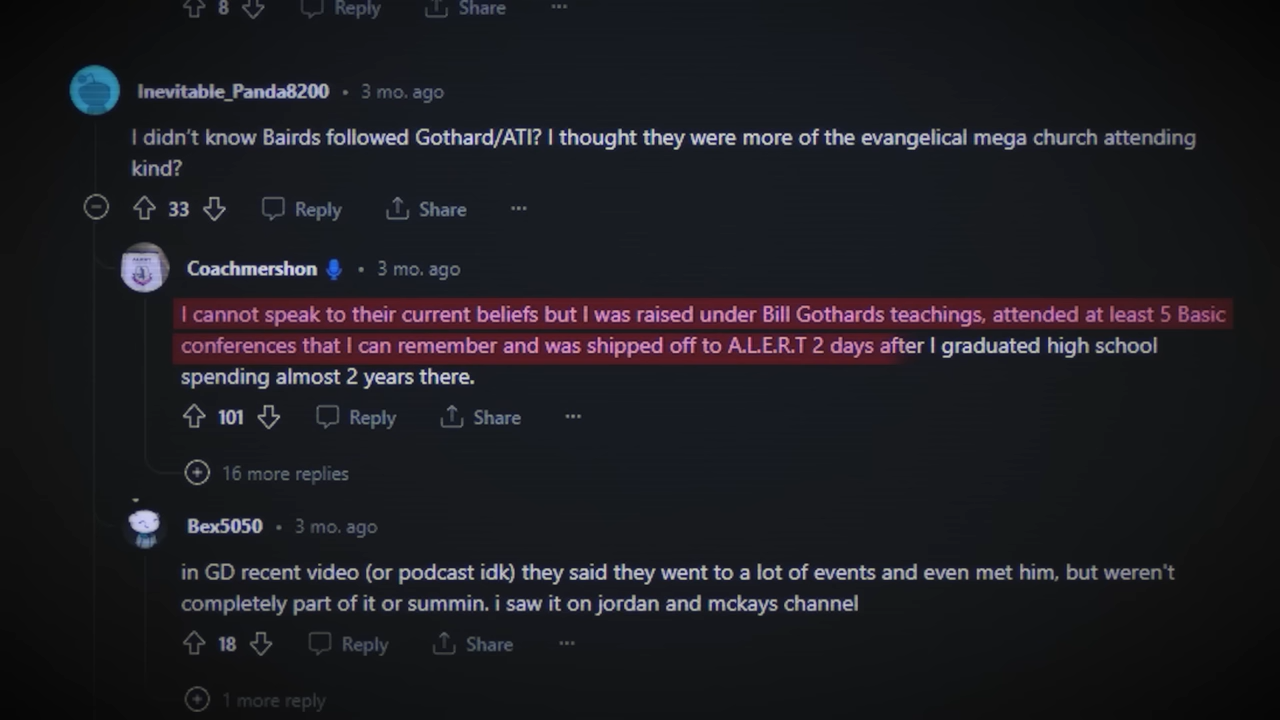 8 Reply Share ...
Inevitable_Panda8200 • 3 mo. ago
I didn't know Bairds followed Gothard/ATI? I thought they were more of the evangelical mega church attending
kind?
33 Reply Share ...
Coachmershon • 3 mo. ago
I cannot speak to their current beliefs but I was raised under Bill Gothards teachings, attended at least 5 Basic
conferences that I can remember and was shipped off to A.L.E.R.T 2 days after I graduated high school
spending almost 2 years there.
101 Reply Share ...
16 more replies
Bex5050 • 3 mo. ago
in GD recent video (or podcast idk) they said they went to a lot of events and even met him, but weren't
completely part of it or summin. i saw it on jordan and mckays channel
18 Reply Share ...
1 more reply